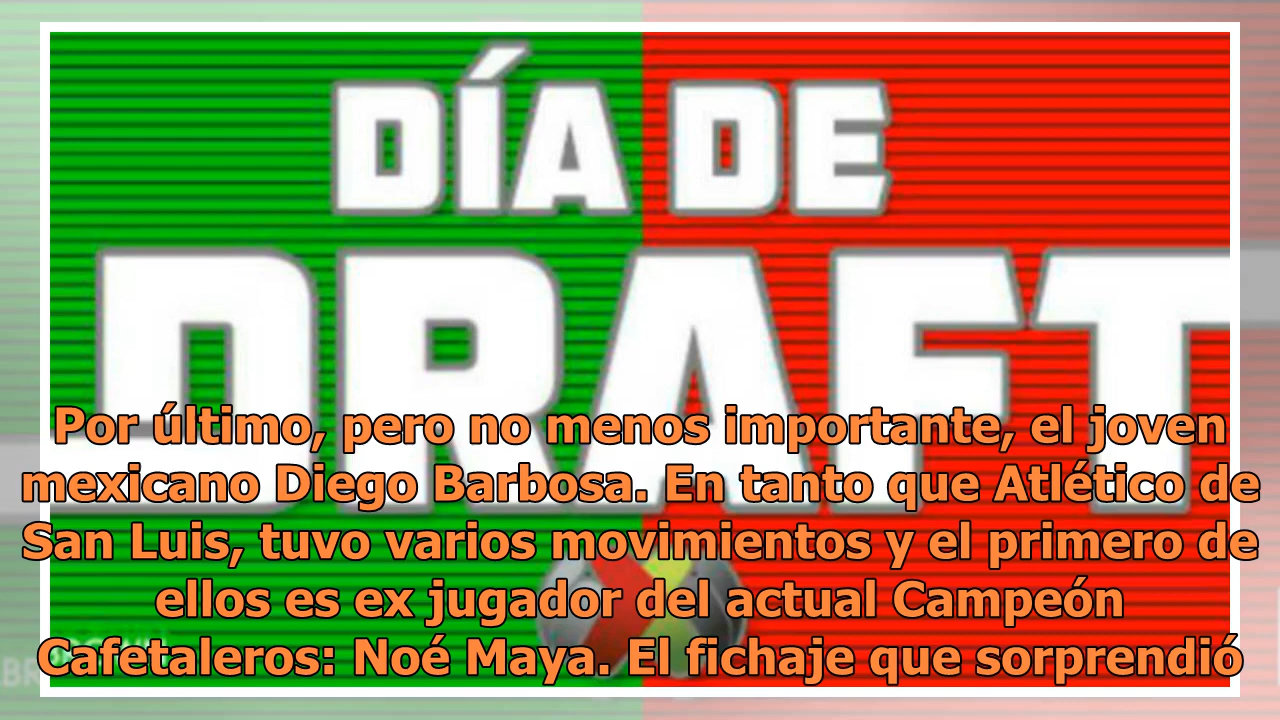 DÍA DE
DRAFT
Por último, pero no menos importante, el joven
mexicano Diego Barbosa. En tanto que Atlético de
San Luis, tuvo varios movimientos y el primero de
ellos es ex jugador del actual Campeón
Cafetaleros: Noé Maya. El fichaje que sorprendió